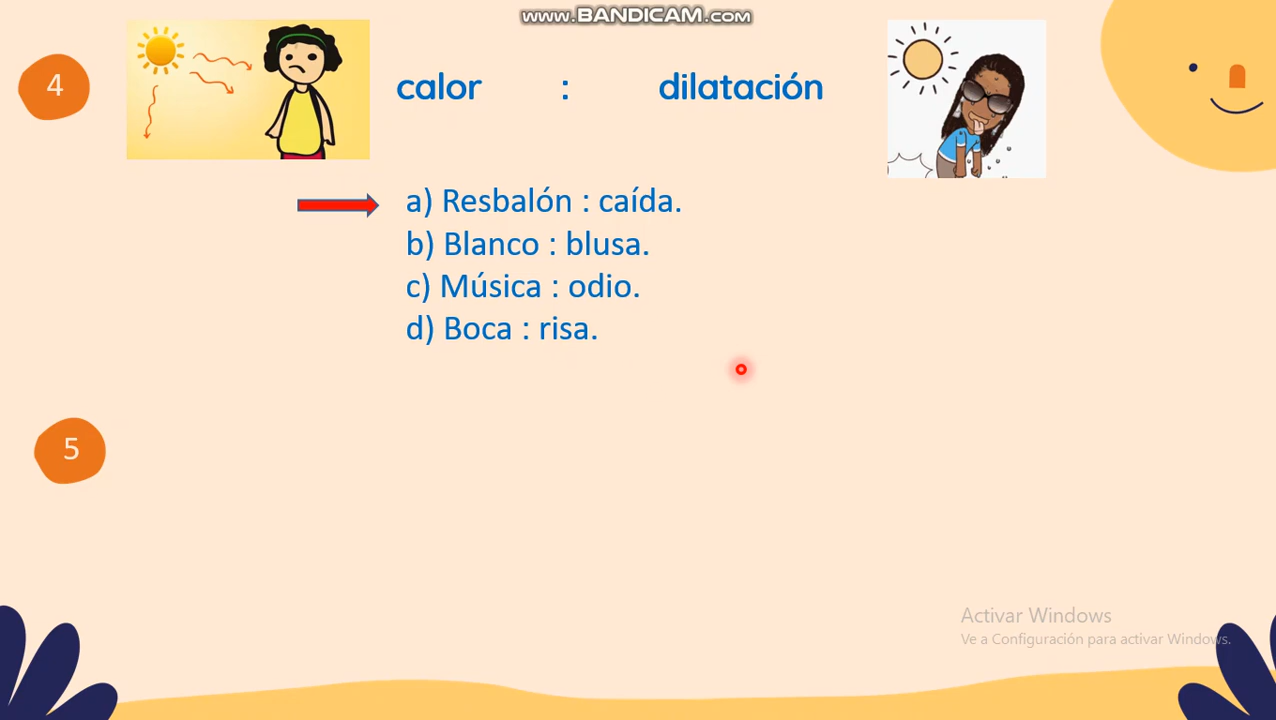 www.BANDICAM.com
4
calor : dilatación
a) Resbalón : caída.
b) Blanco : blusa.
c) Música : odio.
d) Boca : risa.
5
Activar Windows
Ve a Configuración para activar Windows.